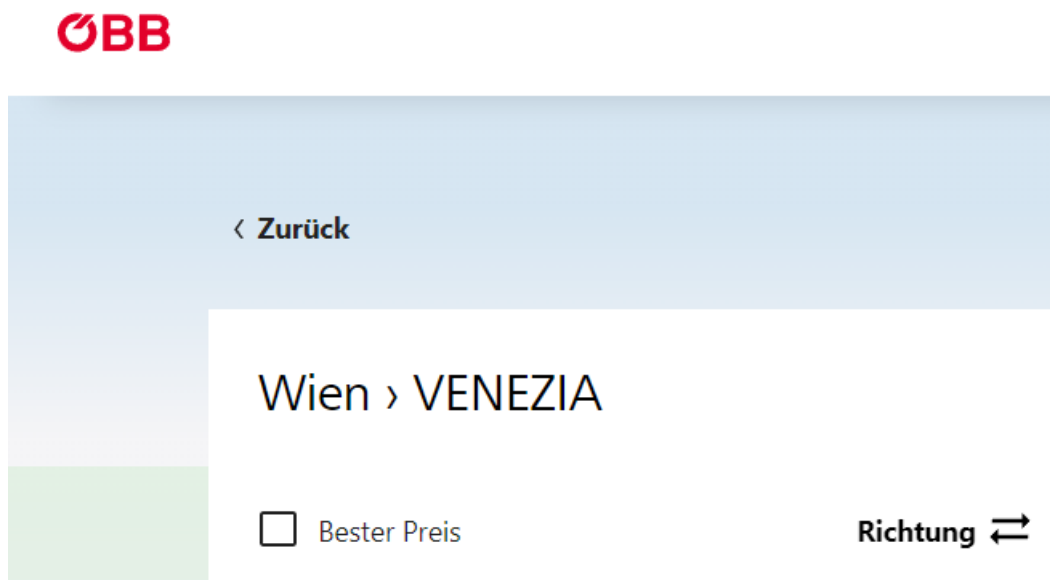 ÖBB
‹ Zurück
Wien › VENEZIA
Bester Preis Richtung